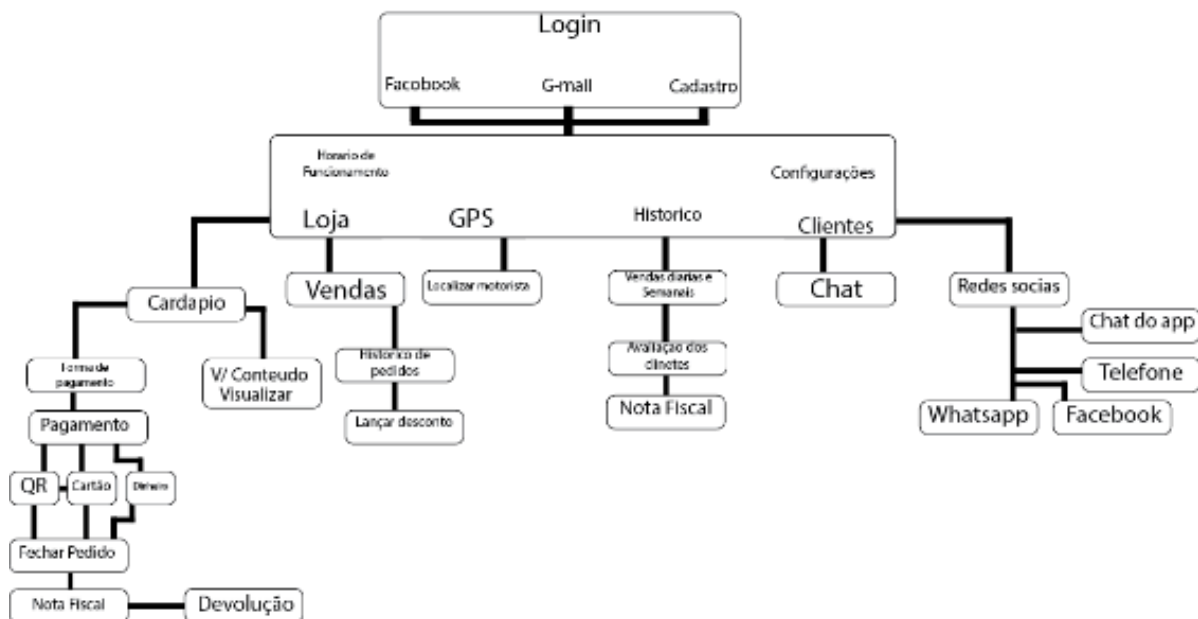 Login
Facobook
G-mall
Cadastro
Horario de
Funcionamento
Configurações
Loja
GPS
Historico
Clientes
Cardapio
Vendas
Localizar motorista
Vendas diarias e
Semanais
Chat
Redes socias
Chat do app
Telefone
Whatsapp
Facebook
Forma de
pagamento
V/ Conteudo
Visualizar
Historico de
pedidos
Avaliação dos
clinetes
Pagamento
Lançar desconto
Nota Fiscal
QR
Cartão
Dinheiro
Fechar Pedido
Nota Fiscal
Devolução